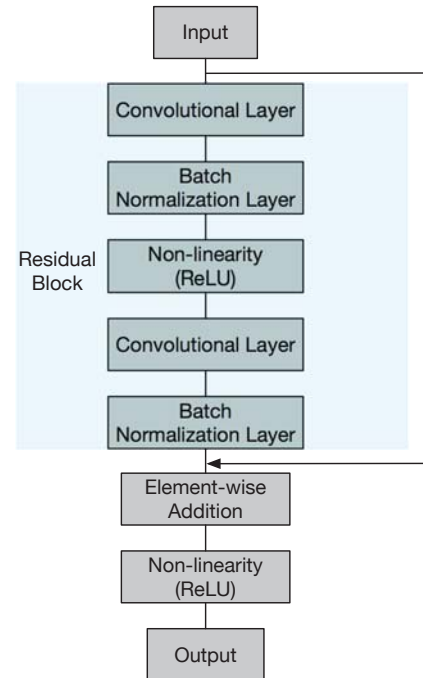 Input
Convolutional Layer
Batch
Normalization Layer
Residual
Block
Non-linearity
(ReLU)
Convolutional Layer
Batch
Normalization Layer
Element-wise
Addition
Non-linearity
(ReLU)
Output